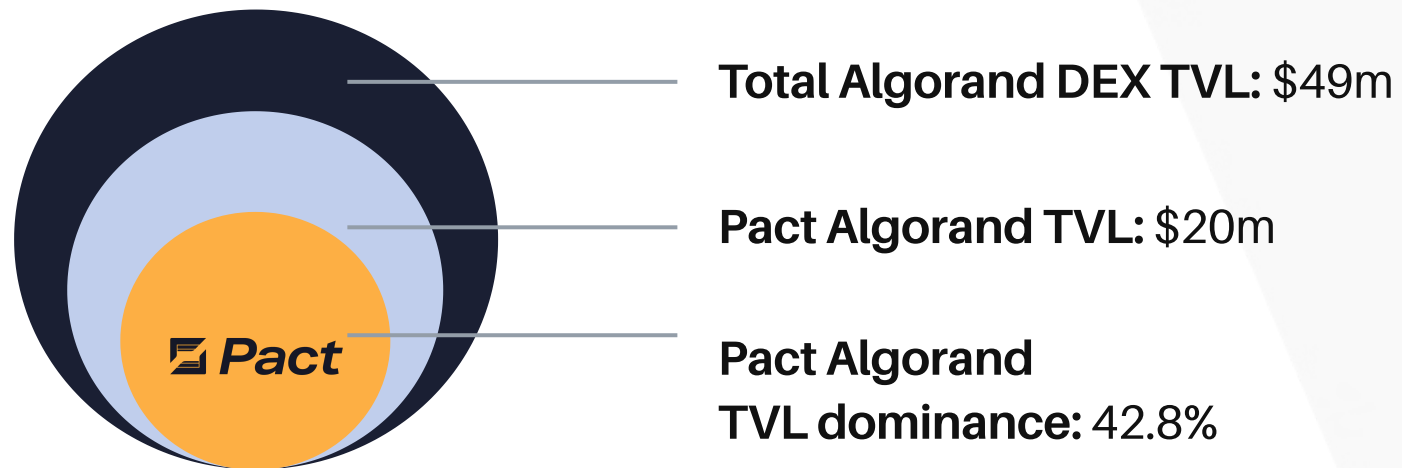 Total Algorand DEX TVL: $49m
Pact Algorand TVL: $20m
Pact
Pact Algorand
TVL dominance: 42.8%